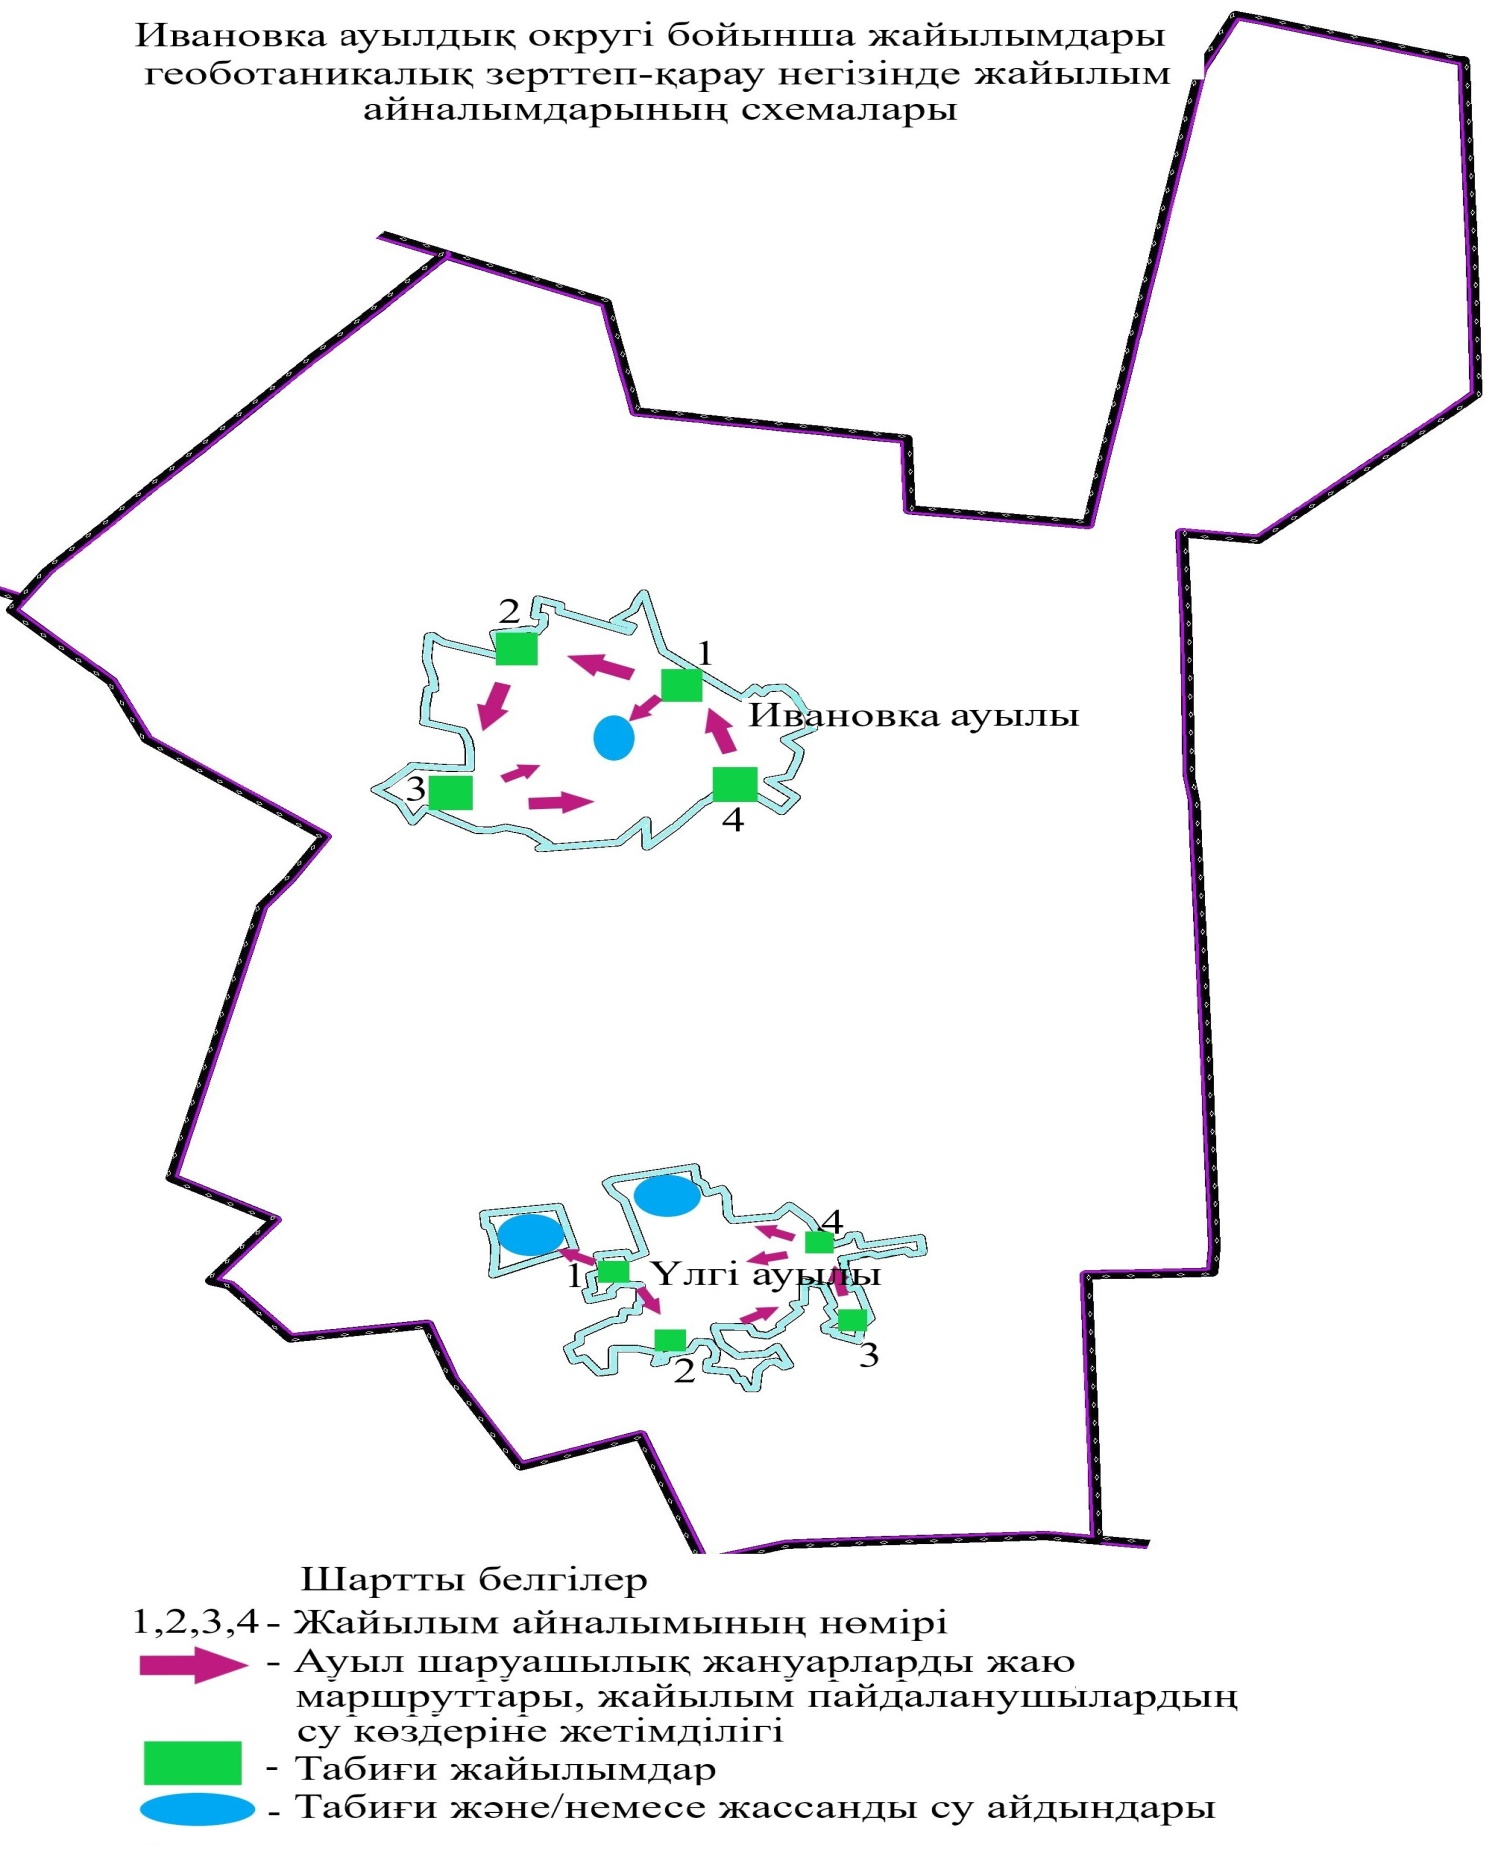 Ивановка ауылдық округі бойынша жайылымдары
геоботаникалық зерттеп-қарау негізінде жайылым
айналымдарының схемалары
2
1
Ивановка ауылы
3
4
4
1
Үлгі ауылы
3
2
Шартты белгілер
1,2,3,4 - Жайылым айналымының нөмірі
- Ауыл шаруашылық жануарларды жаю
маршруттары, жайылым пайдаланушылардың
су көздеріне жетімділігі
- Табиғи жайылымдар
- Табиғи және/немесе жассанды су айдындары